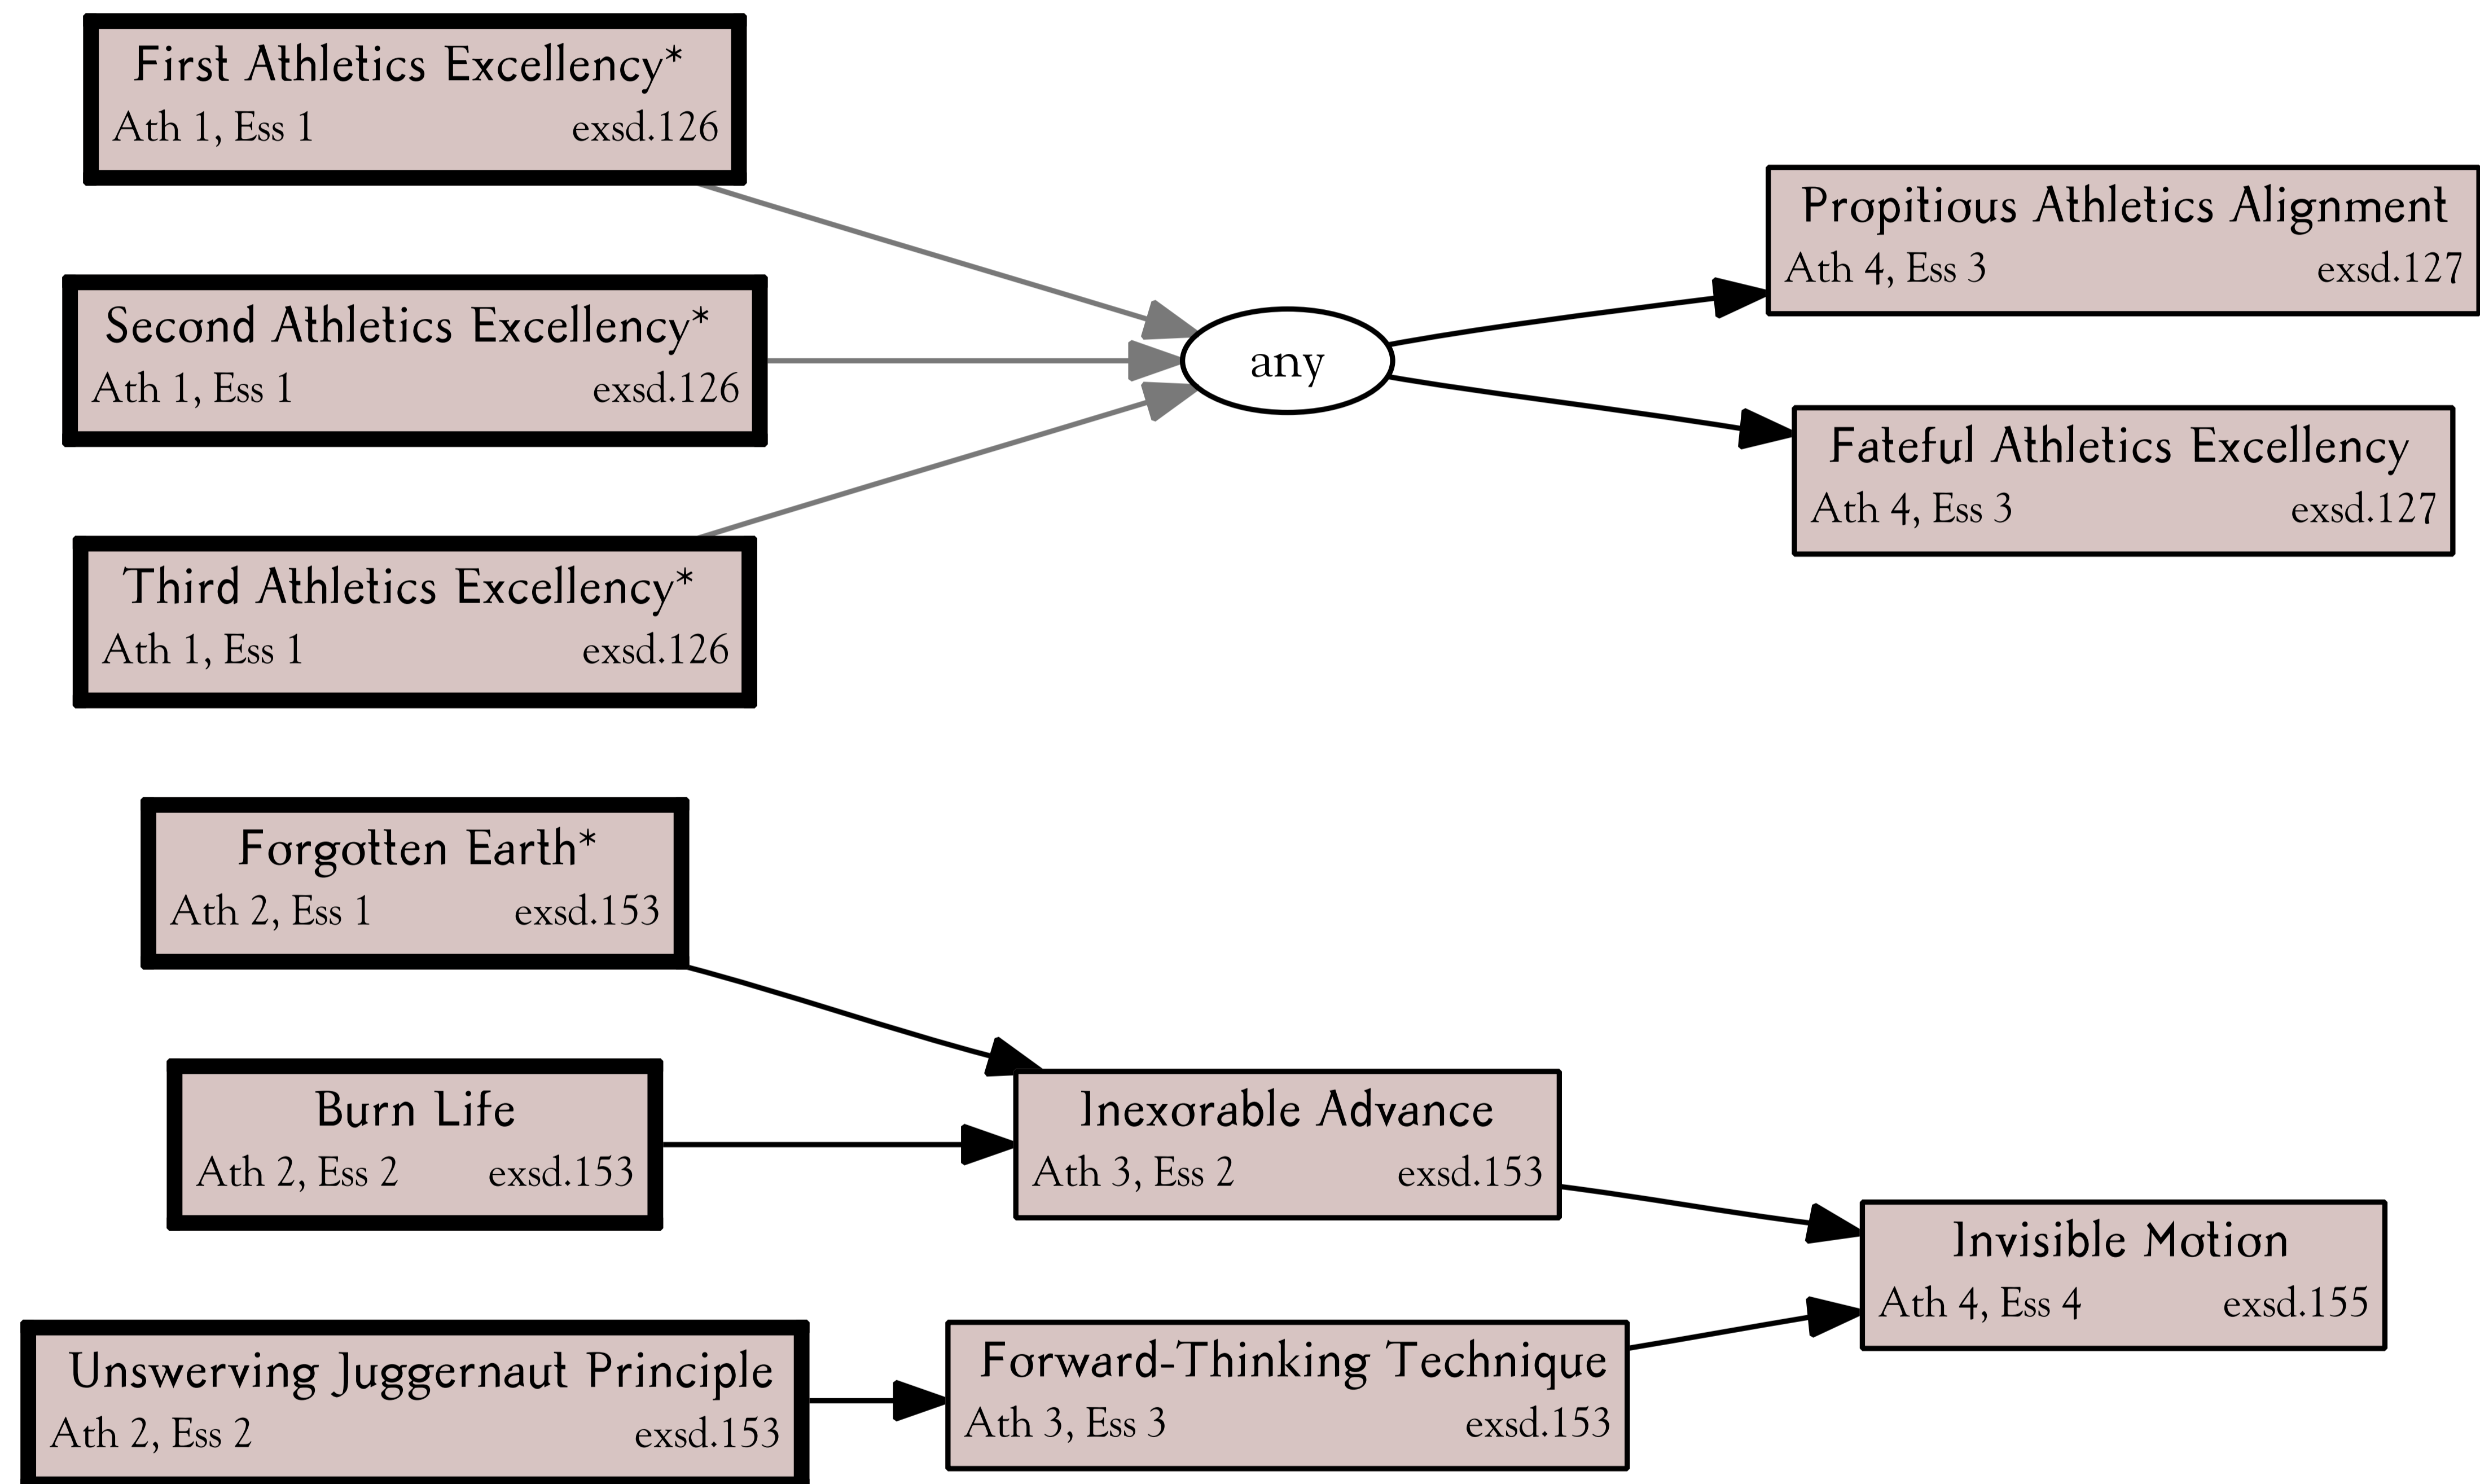 First Athletics Excellency*
Ath 1, Ess 1 exsd.126
Second Athletics Excellency*
Ath 1, Ess 1 exsd.126
Third Athletics Excellency*
Ath 1, Ess 1 exsd.126
any
Propitious Athletics Alignment
Ath 4, Ess 3 exsd.127
Fateful Athletics Excellency
Ath 4, Ess 3 exsd.127
Forgotten Earth*
Ath 2, Ess 1 exsd.153
Burn Life
Ath 2, Ess 2 exsd.153
Inexorable Advance
Ath 3, Ess 2 exsd.153
Unswerving Juggernaut Principle
Ath 2, Ess 2 exsd.153
Forward-Thinking Technique
Ath 3, Ess 3 exsd.153
Invisible Motion
Ath 4, Ess 4 exsd.155